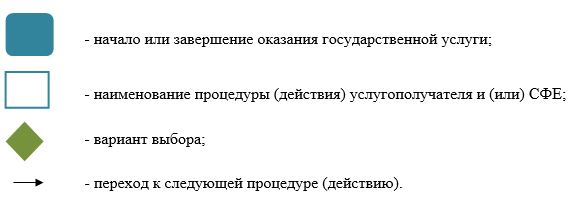 - начало или завершение оказания государственной услуги;
- наименование процедуры (действия) услугополучателя и (или) СФЕ;
- вариант выбора;
- переход к следующей процедуре (действию).